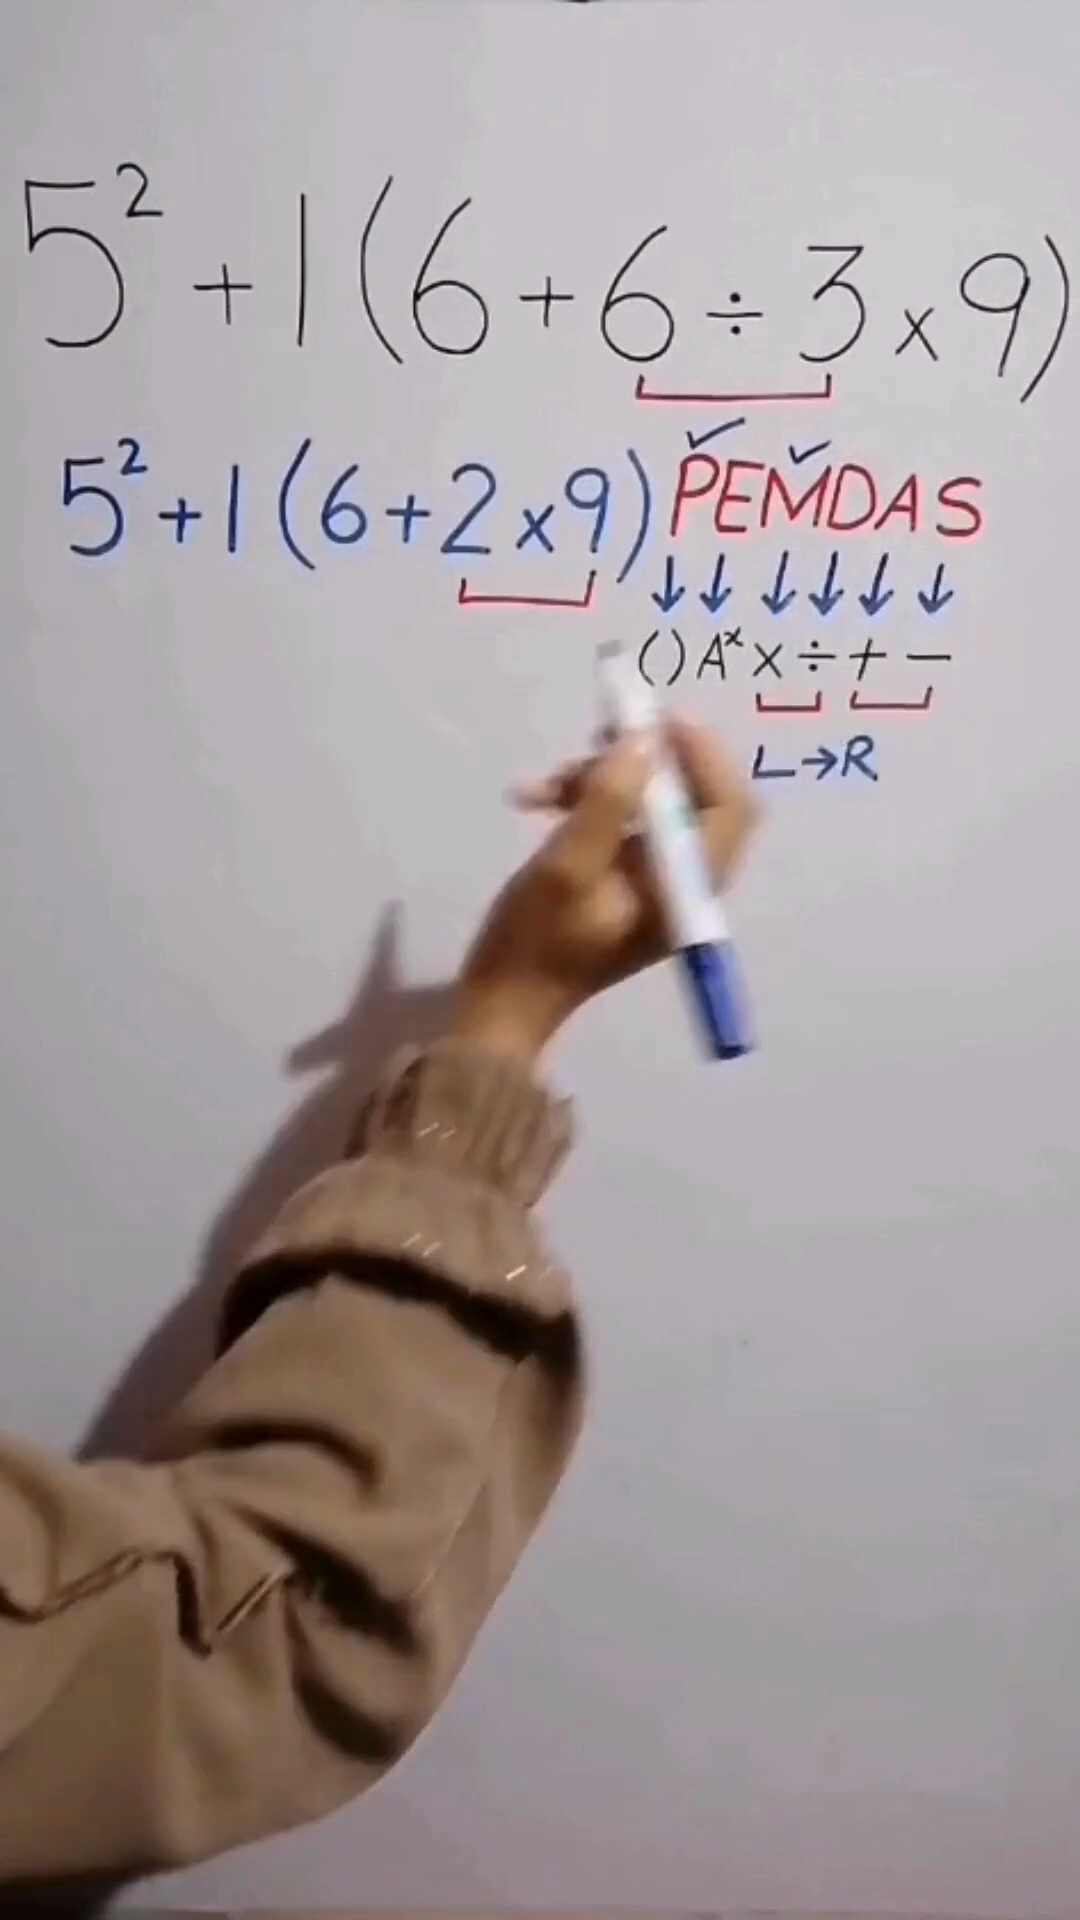 5² + 1 (6 + 6 ÷ 3 x 9)
5² + 1 (6 + 2 x 9) PEMDAS
↓ ↓ ↓ ↓ ↓ ↓
() Aˣ x ÷ + −
L → R